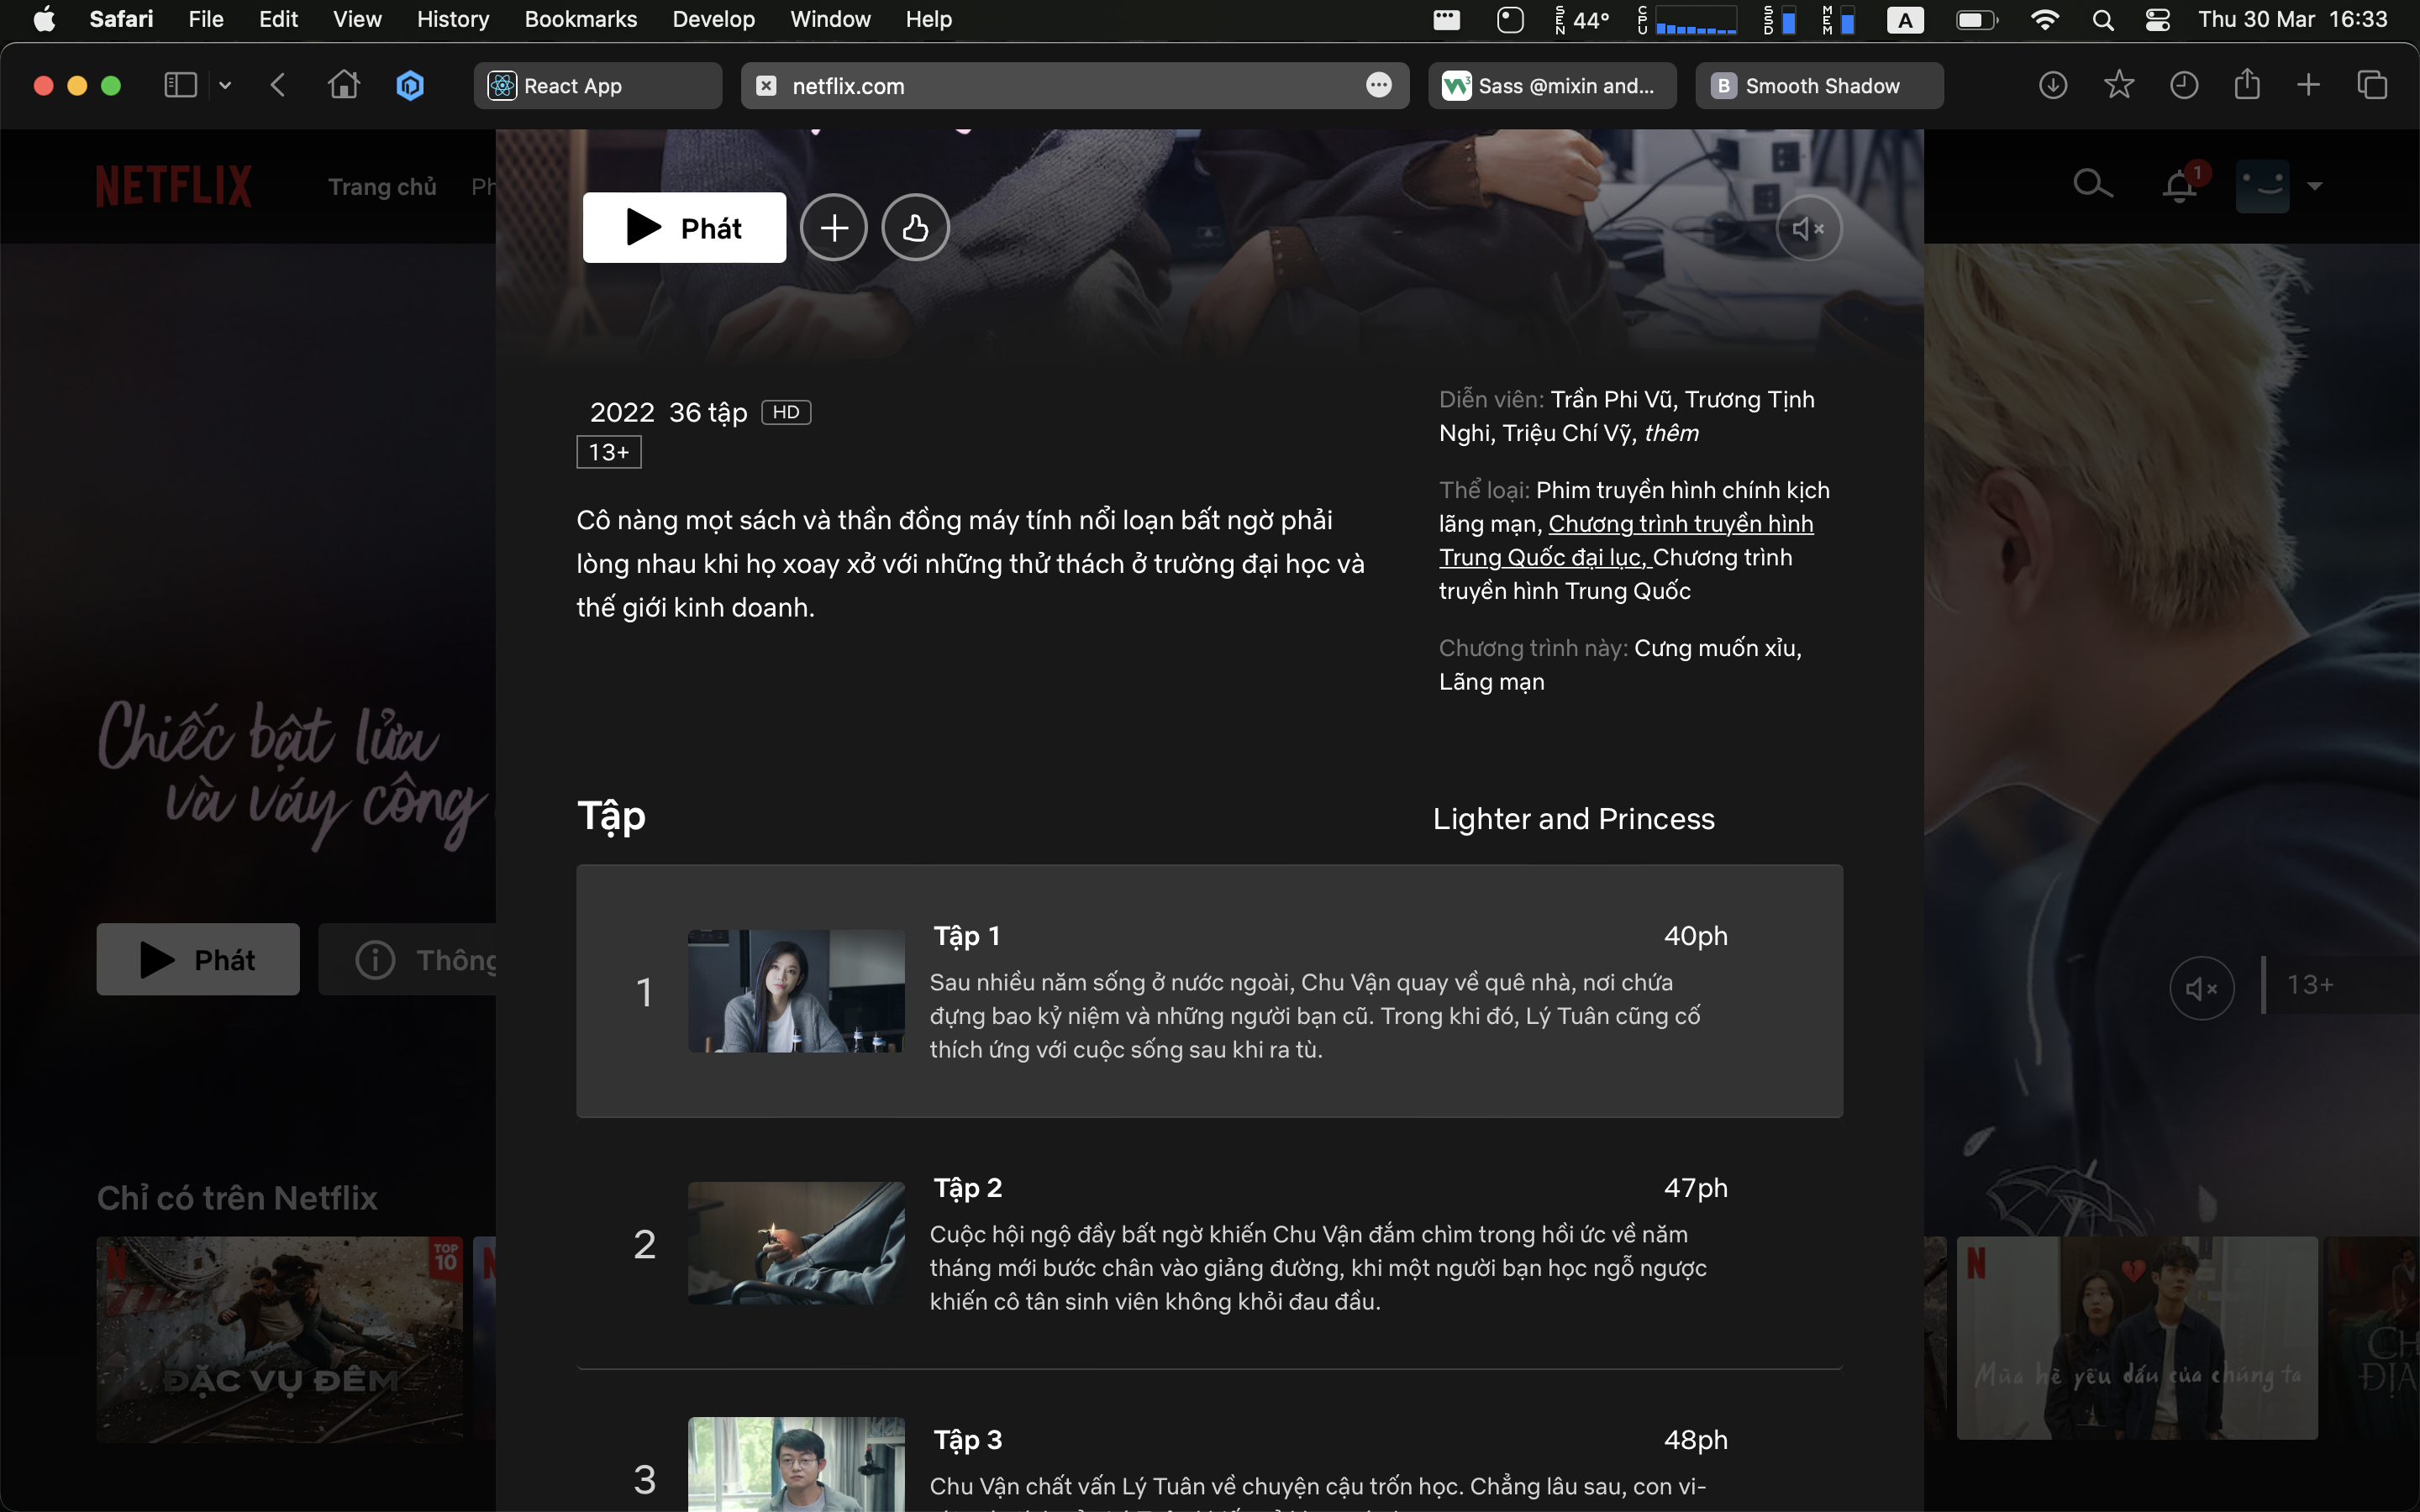 Safari File Edit View History Bookmarks Develop Window Help
SEN 44° CPU SSD MEM A Thu 30 Mar 16:33
React App
netflix.com
W3 Sass @mixin and...
B Smooth Shadow
NETFLIX
Trang chủ Ph
1
Phát
2022 36 tập HD
13+
Cô nàng mọt sách và thần đồng máy tính nổi loạn bất ngờ phải
lòng nhau khi họ xoay xở với những thử thách ở trường đại học và
thế giới kinh doanh.
Diễn viên: Trần Phi Vũ, Trương Tịnh
Nghi, Triệu Chí Vỹ, thêm
Thể loại: Phim truyền hình chính kịch
lãng mạn, Chương trình truyền hình
Trung Quốc đại lục, Chương trình
truyền hình Trung Quốc
Chương trình này: Cưng muốn xỉu,
Lãng mạn
Chiếc bật lửa
và váy công
Phát
Thông
13+
Tập
Lighter and Princess
1
Tập 1
40ph
Sau nhiều năm sống ở nước ngoài, Chu Vận quay về quê nhà, nơi chứa
đựng bao kỷ niệm và những người bạn cũ. Trong khi đó, Lý Tuân cũng cố
thích ứng với cuộc sống sau khi ra tù.
2
Tập 2
47ph
Cuộc hội ngộ đầy bất ngờ khiến Chu Vận đắm chìm trong hồi ức về năm
tháng mới bước chân vào giảng đường, khi một người bạn học ngỗ ngược
khiến cô tân sinh viên không khỏi đau đầu.
3
Tập 3
48ph
Chu Vận chất vấn Lý Tuân về chuyện cậu trốn học. Chẳng lâu sau, con vi-
Chỉ có trên Netflix
N
TOP
10
ĐẶC VỤ ĐÊM
N
N
Mùa hè yêu dấu của chúng ta
N
CH
ĐỊA